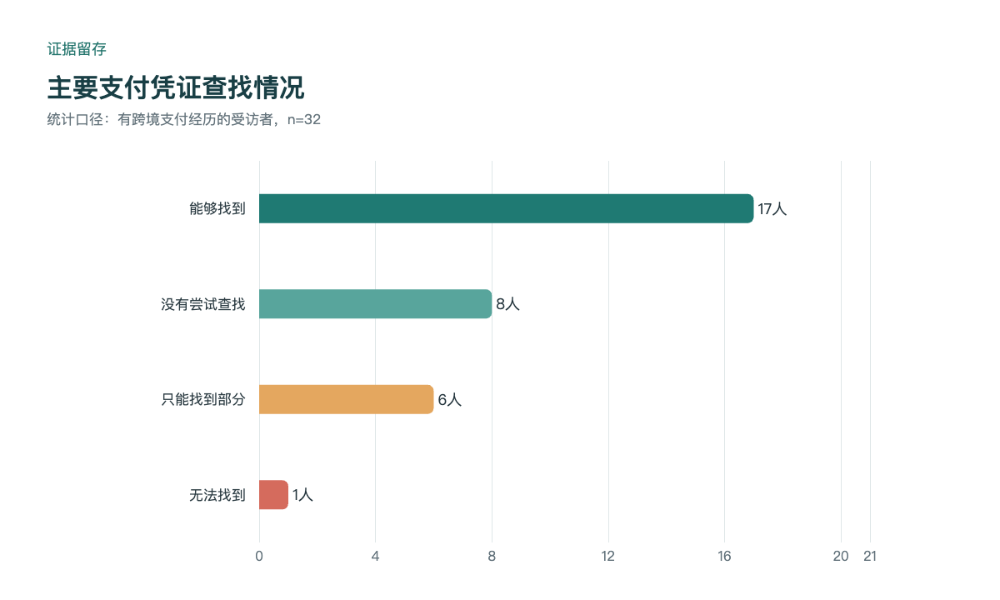 证据留存
主要支付凭证查找情况
统计口径：有跨境支付经历的受访者，n=32
能够找到 17人
没有尝试查找 8人
只能找到部分 6人
无法找到 1人
0 4 8 12 16 20 21